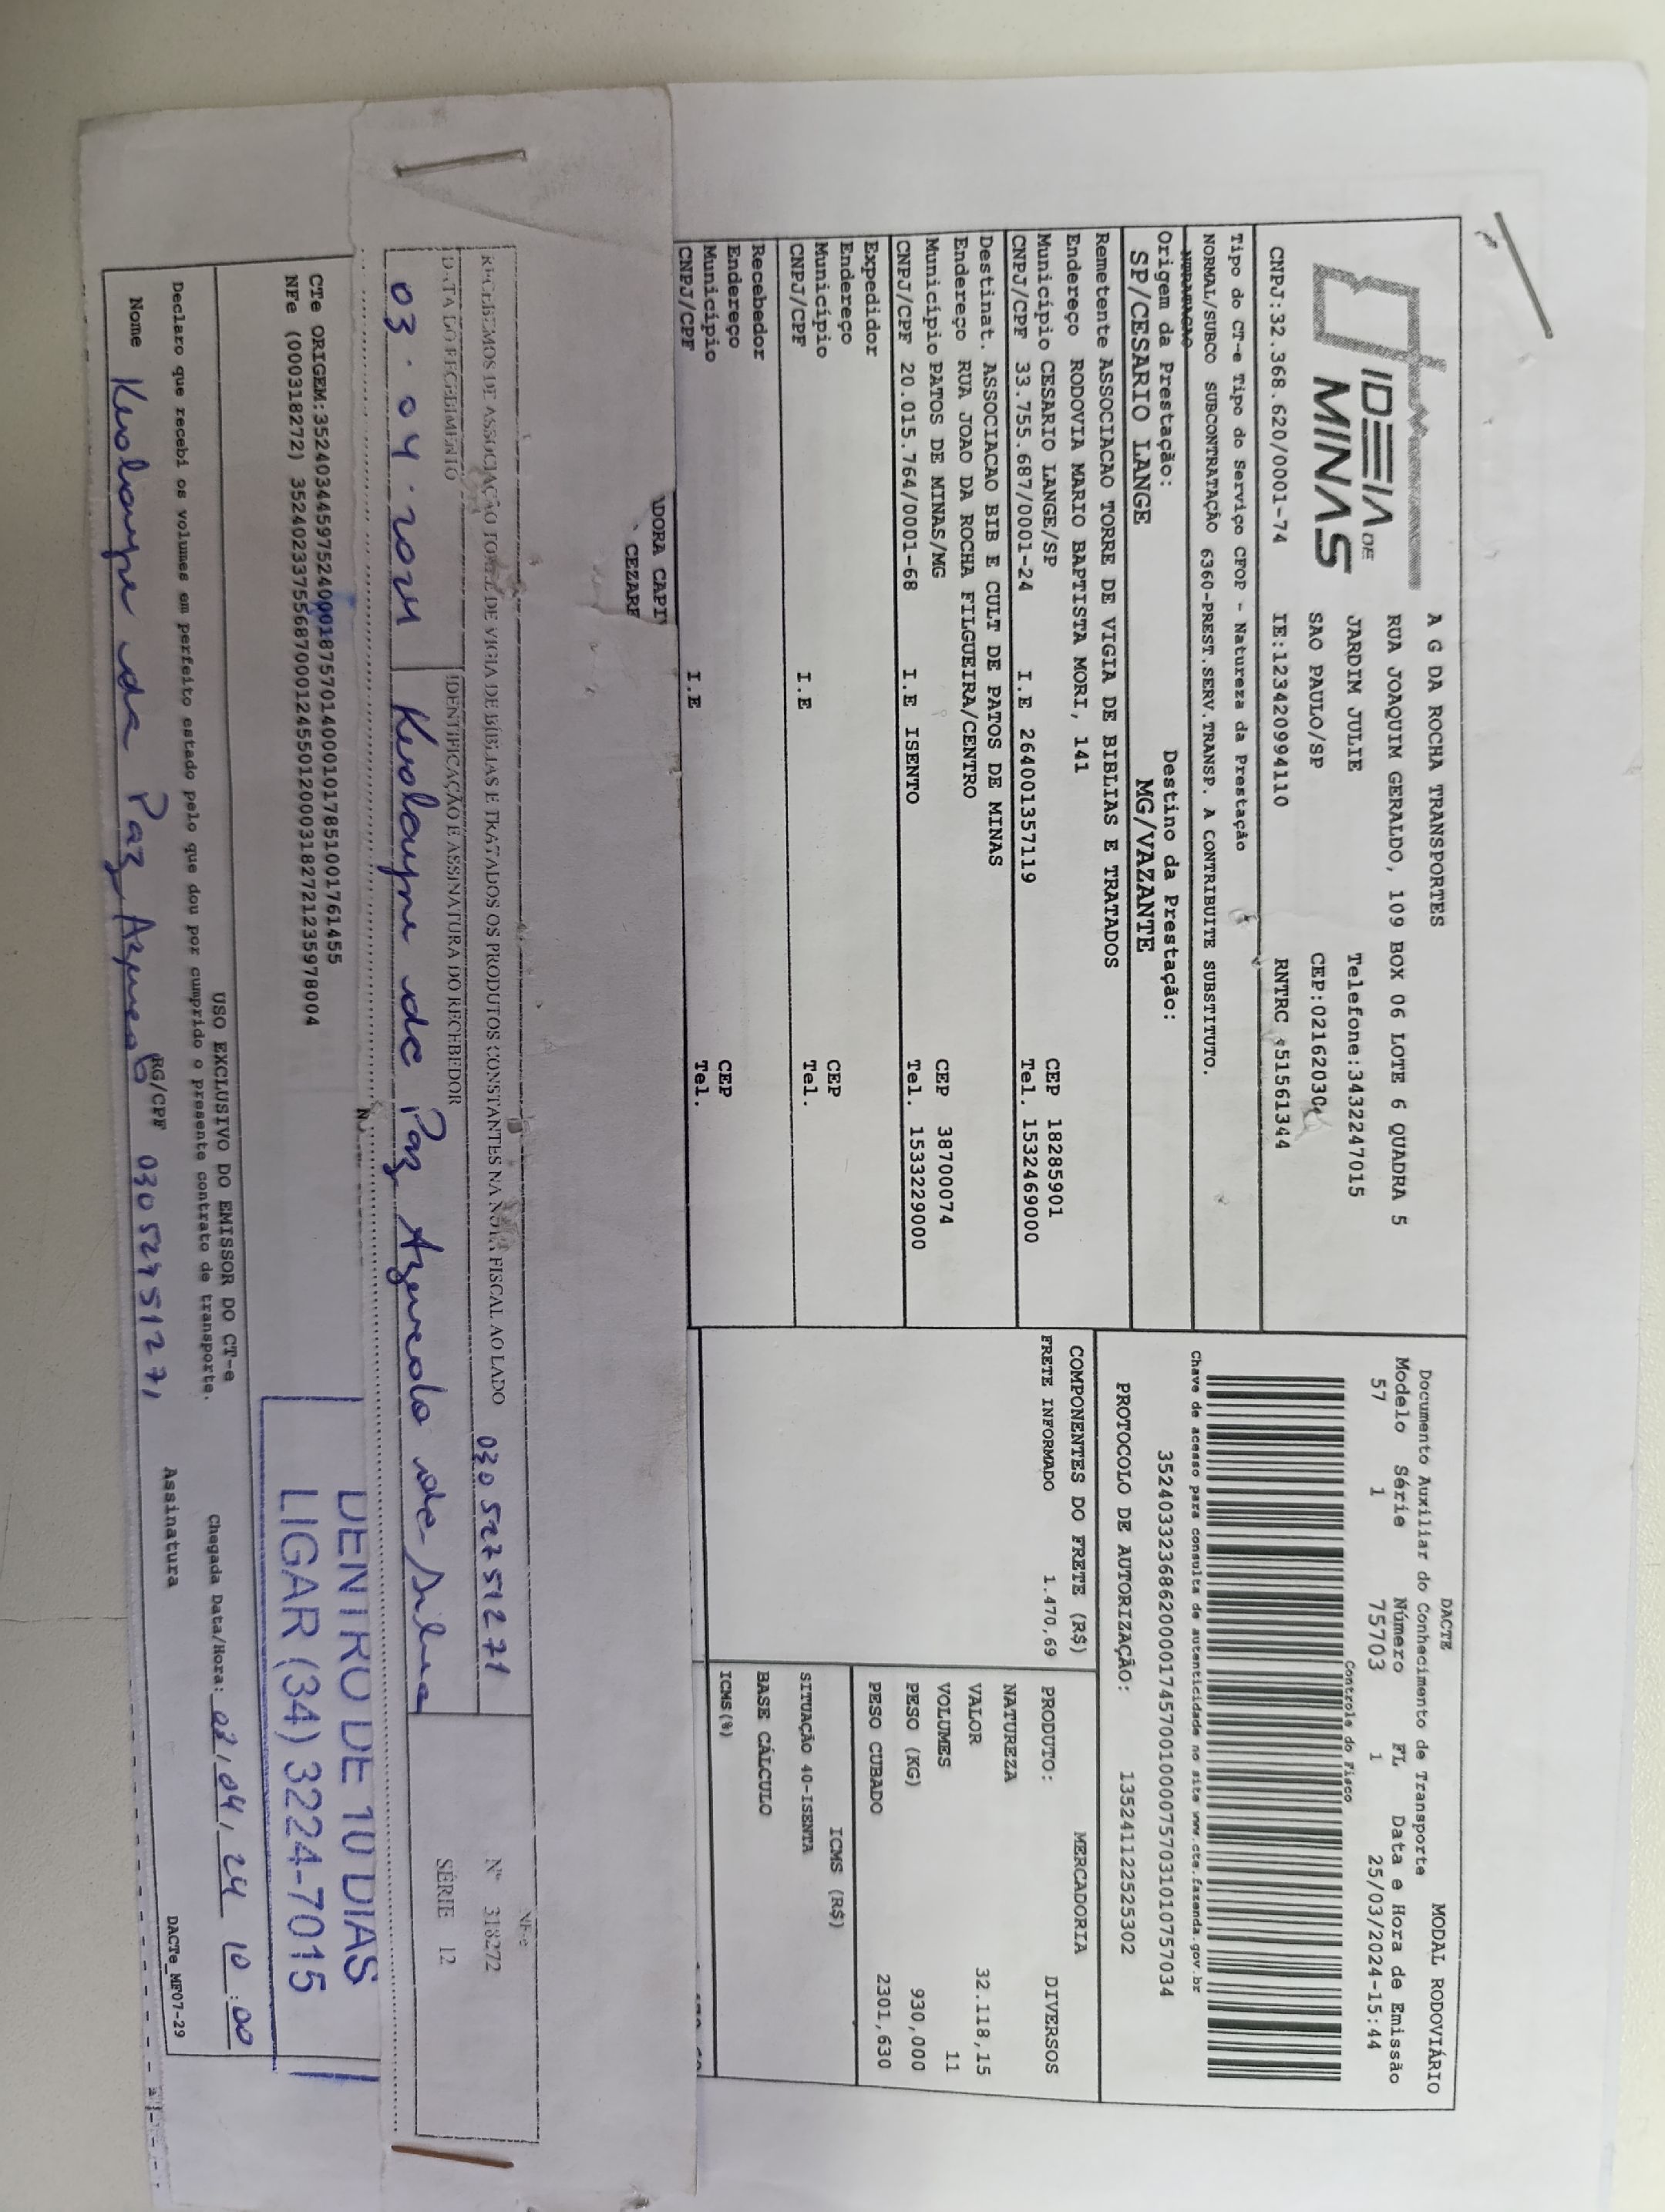 IDEIA DE
MINAS
A G DA ROCHA TRANSPORTES
RUA JOAQUIM GERALDO, 109 BOX 06 LOTE 6 QUADRA 5
JARDIM JULIE Telefone:3432247015
SAO PAULO/SP CEP:02162030
CNPJ:32.368.620/0001-74 IE:123420994110 RNTRC :51561344
Tipo do CT-e Tipo do Serviço CFOP - Natureza da Prestação
NORMAL/SUBCO SUBCONTRATAÇÃO 6360-PREST.SERV.TRANSP. A CONTRIBUITE SUBSTITUTO.
Origem da Prestação: Destino da Prestação:
SP/CESARIO LANGE MG/VAZANTE
Remetente ASSOCIACAO TORRE DE VIGIA DE BIBLIAS E TRATADOS
Endereço RODOVIA MARIO BAPTISTA MORI, 141
Município CESARIO LANGE/SP CEP 18285901
CNPJ/CPF 33.755.687/0001-24 I.E 264001357119 Tel. 1532469000
Destinat. ASSOCIACAO BIB E CULT DE PATOS DE MINAS
Endereço RUA JOAO DA ROCHA FILGUEIRA/CENTRO
Município PATOS DE MINAS/MG CEP 38700074
CNPJ/CPF 20.015.764/0001-68 I.E ISENTO Tel. 1533229000
Expedidor
Endereço
Município CEP
CNPJ/CPF I.E Tel.
Recebedor
Endereço
Município CEP
CNPJ/CPF I.E Tel.
DACTE MODAL RODOVIÁRIO
Documento Auxiliar do Conhecimento de Transporte
Modelo Série Número FL Data e Hora de Emissão
57 1 75703 1 25/03/2024-15:44
Controle do Fisco
Chave de acesso para consulta de autenticidade no site www.cte.fazenda.gov.br
35240332368620000174570010000757031010757034
PROTOCOLO DE AUTORIZAÇÃO: 135241122525302
COMPONENTES DO FRETE (R$)
FRETE INFORMADO 1.470,69
MERCADORIA
PRODUTO: DIVERSOS
NATUREZA
VALOR 32.118,15
VOLUMES 11
PESO (KG) 930,000
PESO CUBADO 2301,630
ICMS (R$)
SITUAÇÃO 40-ISENTA
BASE CÁLCULO
ICMS(%)
ADORA CAPI
CEZARE
RECEBEMOS DE ASSOCIAÇÃO TORRE DE VIGIA DE BÍBLIAS E TRATADOS OS PRODUTOS CONSTANTES NA NOTA FISCAL AO LADO 03052751271
DATA DO RECEBIMENTO IDENTIFICAÇÃO E ASSINATURA DO RECEBEDOR
03.04.2024 Keolayne da Paz Azevedo da Silva
NF-e
Nº 318272
SÉRIE 12
CTe ORIGEM:35240344597524000187570140001017851001761455
NFe (000318272) 35240233755687000124550120003182721235978004
DENTRO DE 10 DIAS
LIGAR (34) 3224-7015
USO EXCLUSIVO DO EMISSOR DO CT-e
Declaro que recebi os volumes em perfeito estado pelo que dou por cumprido o presente contrato de transporte.
Chegada Data/Hora: 03/04/24 10:00
Nome Keolayne da Paz Azevedo RG/CPF 03052751271 Assinatura
DACTe_MF07-29